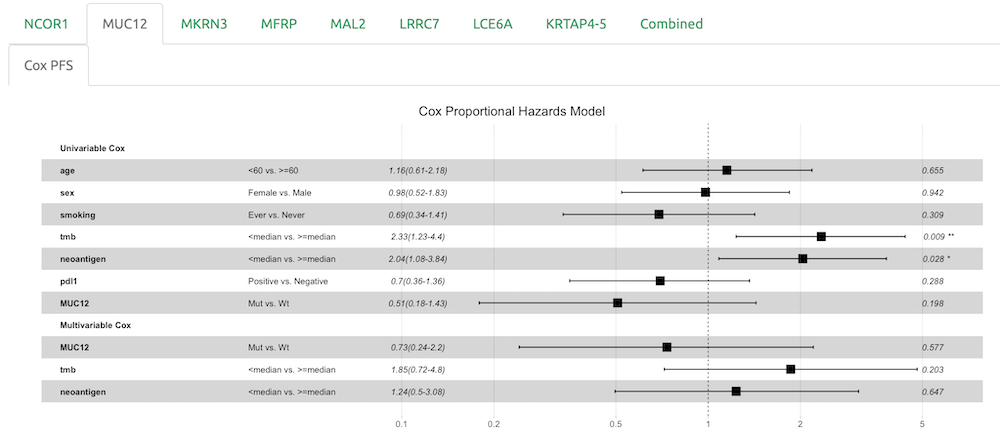 NCOR1 MUC12 MKRN3 MFRP MAL2 LRRC7 LCE6A KRTAP4-5 Combined
Cox PFS
Cox Proportional Hazards Model
Univariable Cox
age <60 vs. >=60 1.16(0.61-2.18) 0.655
sex Female vs. Male 0.98(0.52-1.83) 0.942
smoking Ever vs. Never 0.69(0.34-1.41) 0.309
tmb <median vs. >=median 2.33(1.23-4.4) 0.009 **
neoantigen <median vs. >=median 2.04(1.08-3.84) 0.028 *
pdl1 Positive vs. Negative 0.7(0.36-1.36) 0.288
MUC12 Mut vs. Wt 0.51(0.18-1.43) 0.198
Multivariable Cox
MUC12 Mut vs. Wt 0.73(0.24-2.2) 0.577
tmb <median vs. >=median 1.85(0.72-4.8) 0.203
neoantigen <median vs. >=median 1.24(0.5-3.08) 0.647
0.1 0.2 0.5 1 2 5